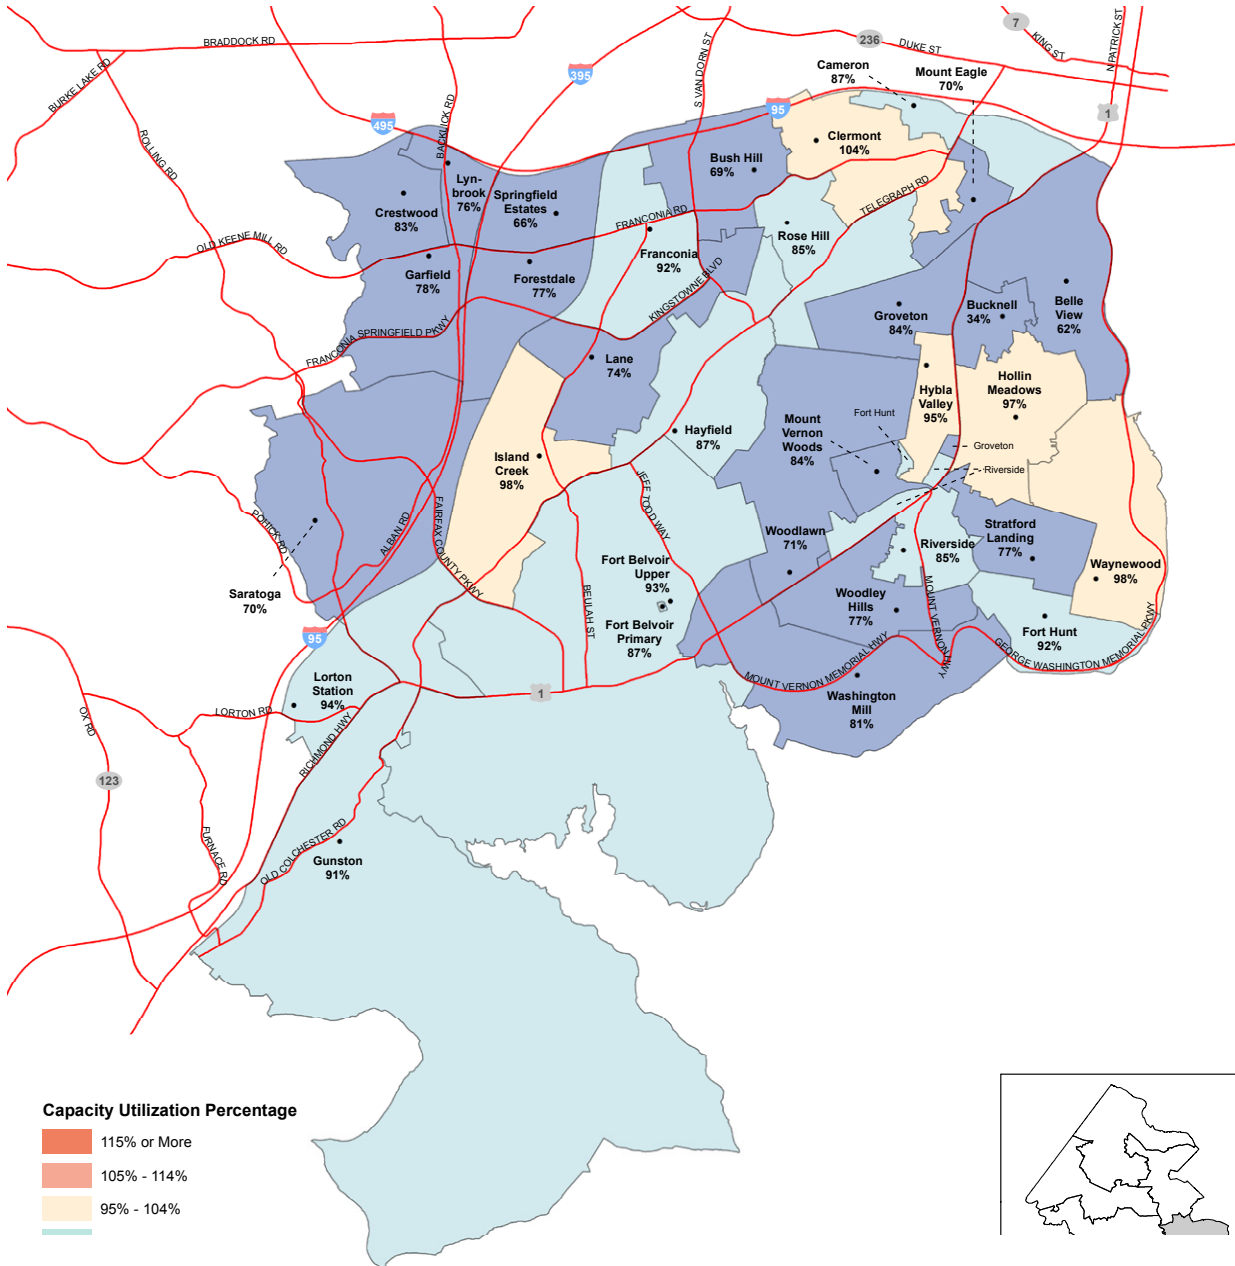 BRADDOCK RD
BURKE LAKE RD
ROLLING RD
495
BACKLICK RD
395
S VAN DORN ST
236
DUKE ST
7
KING ST
N PATRICK ST
1
95
Cameron
87%
Mount Eagle
70%
Clermont
104%
Bush Hill
69%
Lyn-
brook
76%
Springfield
Estates
66%
Crestwood
83%
FRANCONIA RD
TELEGRAPH RD
Rose Hill
85%
OLD KEENE MILL RD
Franconia
92%
Garfield
78%
Forestdale
77%
KINGSTOWNE BLVD
Groveton
84%
Bucknell
34%
Belle
View
62%
FRANCONIA SPRINGFIELD PKWY
Lane
74%
Hybla
Valley
95%
Hollin
Meadows
97%
Fort Hunt
Mount
Vernon
Woods
84%
Hayfield
87%
Groveton
Riverside
Island
Creek
98%
JEFF TODD WAY
POHICK RD
ALBAN RD
FAIRFAX COUNTY PKWY
Woodlawn
71%
Riverside
85%
Stratford
Landing
77%
Waynewood
98%
Fort Belvoir
Upper
93%
Saratoga
70%
BEULAH ST
Woodley
Hills
77%
MOUNT VERNON HWY
Fort Belvoir
Primary
87%
Fort Hunt
92%
95
GEORGE WASHINGTON MEMORIAL PKWY
MOUNT VERNON MEMORIAL HWY
Lorton
Station
94%
1
Washington
Mill
81%
LORTON RD
OX RD
RICHMOND HWY
123
FURNACE RD
OLD COLCHESTER RD
Gunston
91%
Capacity Utilization Percentage
115% or More
105% - 114%
95% - 104%